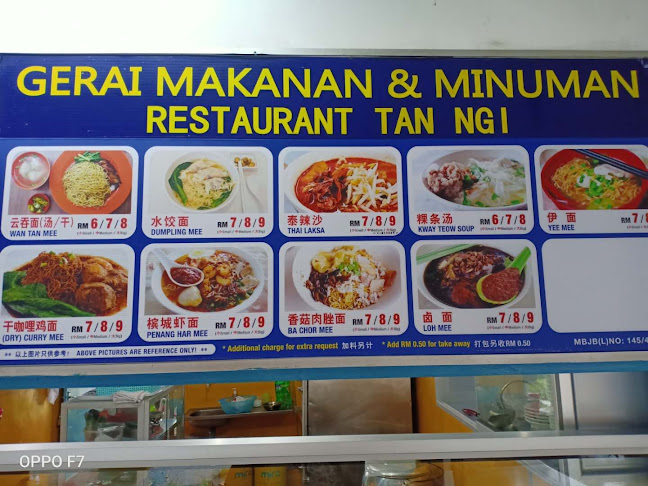 GERAI MAKANAN & MINUMAN
RESTAURANT TAN NGI
云吞面(汤/干) RM 6/7/8
WAN TAN MEE
水饺面 RM 7/8/9
DUMPLING MEE
泰辣沙 RM 7/8/9
THAI LAKSA
粿条汤 RM 6/7/8
KWAY TEOW SOUP
伊面 RM 7/8/
YEE MEE
干咖哩鸡面 RM 7/8/9
(DRY) CURRY MEE
槟城虾面 RM 7/8/9
PENANG HAR MEE
香菇肉脞面 RM 7/8/9
BA CHOR MEE
卤面 RM 7/8/9
LOH MEE
** 以上图片只供参考! ABOVE PICTURES ARE REFERENCE ONLY! **
* Additional charge for extra request 加料另计
* Add RM 0.50 for take away 打包另收RM 0.50
MBJB(L)NO: 145/4
OPPO F7